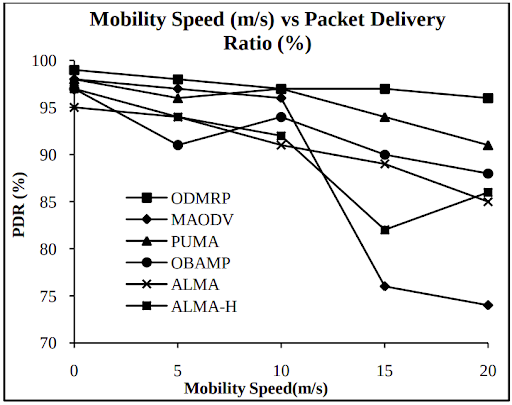 Mobility Speed (m/s) vs Packet Delivery
Ratio (%)
100
95
90
85
80
75
70
PDR (%)
ODMRP
MAODV
PUMA
OBAMP
ALMA
ALMA-H
0 5 10 15 20
Mobility Speed(m/s)